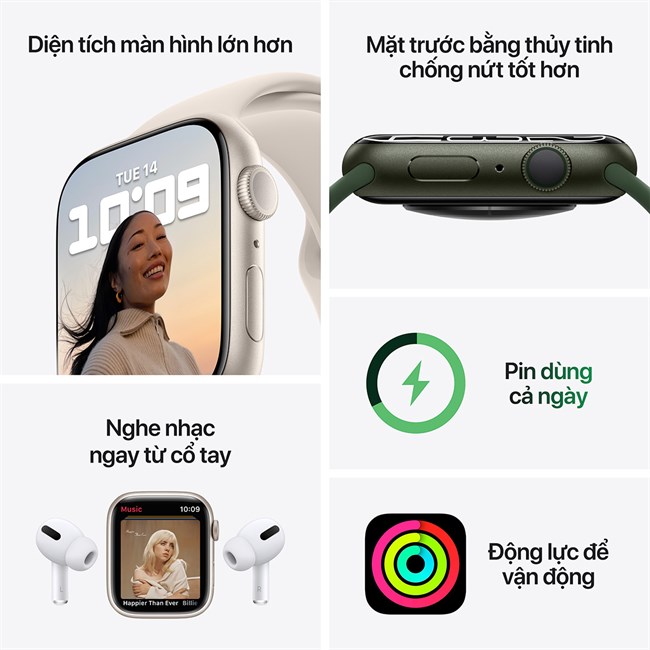 Diện tích màn hình lớn hơn
TUE 14
10:09
Mặt trước bằng thủy tinh
chống nứt tốt hơn
Pin dùng
cả ngày
Nghe nhạc
ngay từ cổ tay
Music 10:09
Happier Than Ever Billie
L
R
Động lực để
vận động